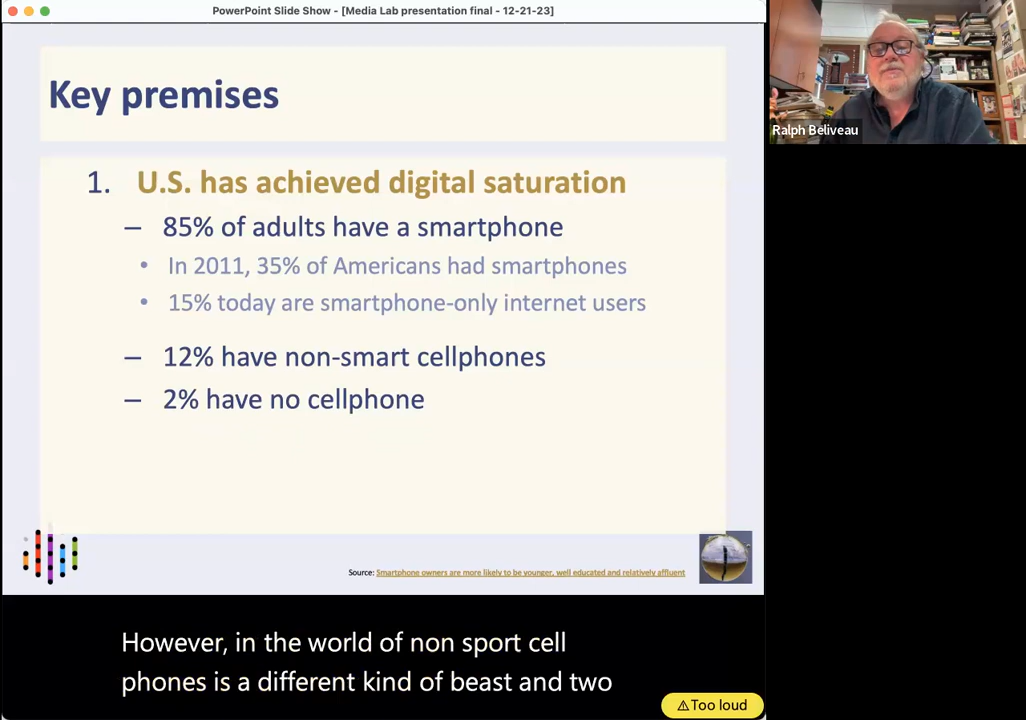 PowerPoint Slide Show - [Media Lab presentation final - 12-21-23]
Key premises
1. U.S. has achieved digital saturation
– 85% of adults have a smartphone
• In 2011, 35% of Americans had smartphones
• 15% today are smartphone-only internet users
– 12% have non-smart cellphones
– 2% have no cellphone
Source: Smartphone owners are more likely to be younger, well educated and relatively affluent
Ralph Beliveau
However, in the world of non sport cell
phones is a different kind of beast and two
⚠Too loud